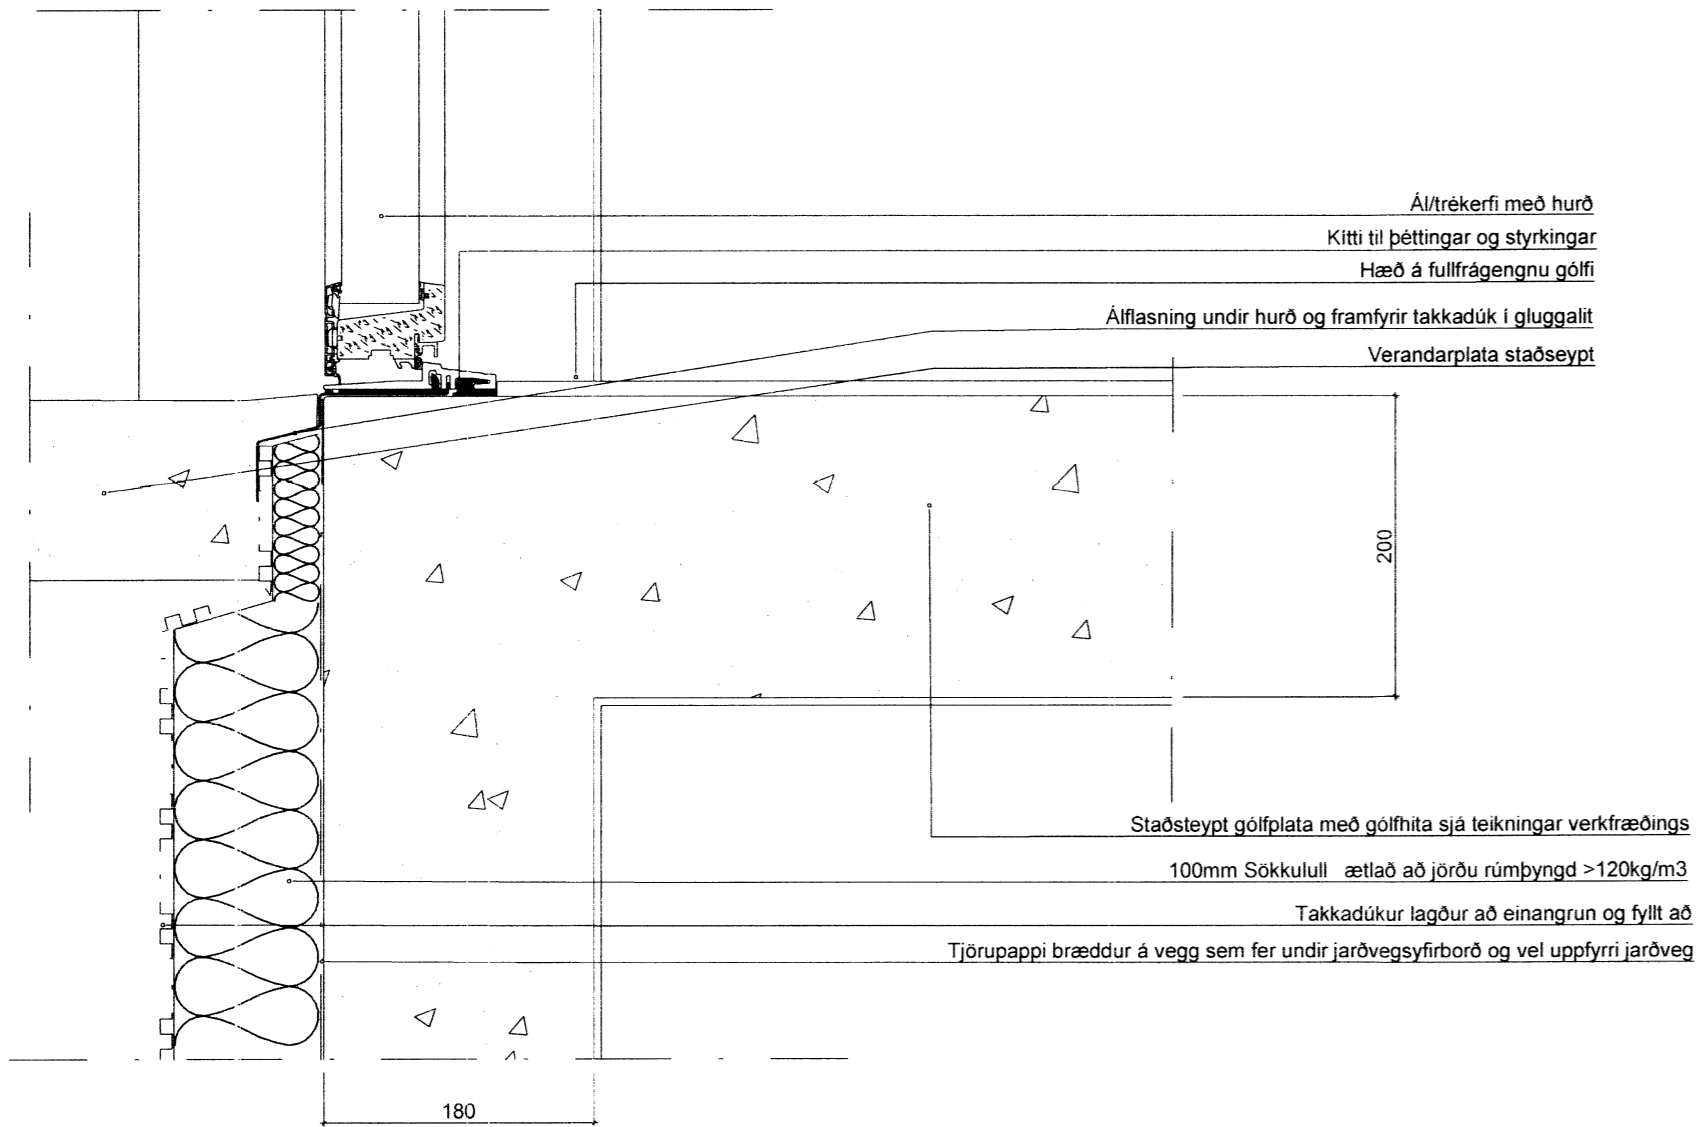 Ál/trékerfi með hurð
Kítti til þéttingar og styrkingar
Hæð á fullfrágengnu gólfi
Álflasning undir hurð og framfyrir takkadúk í gluggalit
Verandarplata staðseypt
200
Staðsteypt gólfplata með gólfhita sjá teikningar verkfræðings
100mm Sökkulull ætlað að jörðu rúmþyngd >120kg/m3
Takkadúkur lagður að einangrun og fyllt að
Tjörupappi bræddur á vegg sem fer undir jarðvegsyfirborð og vel uppfyrri jarðveg
180